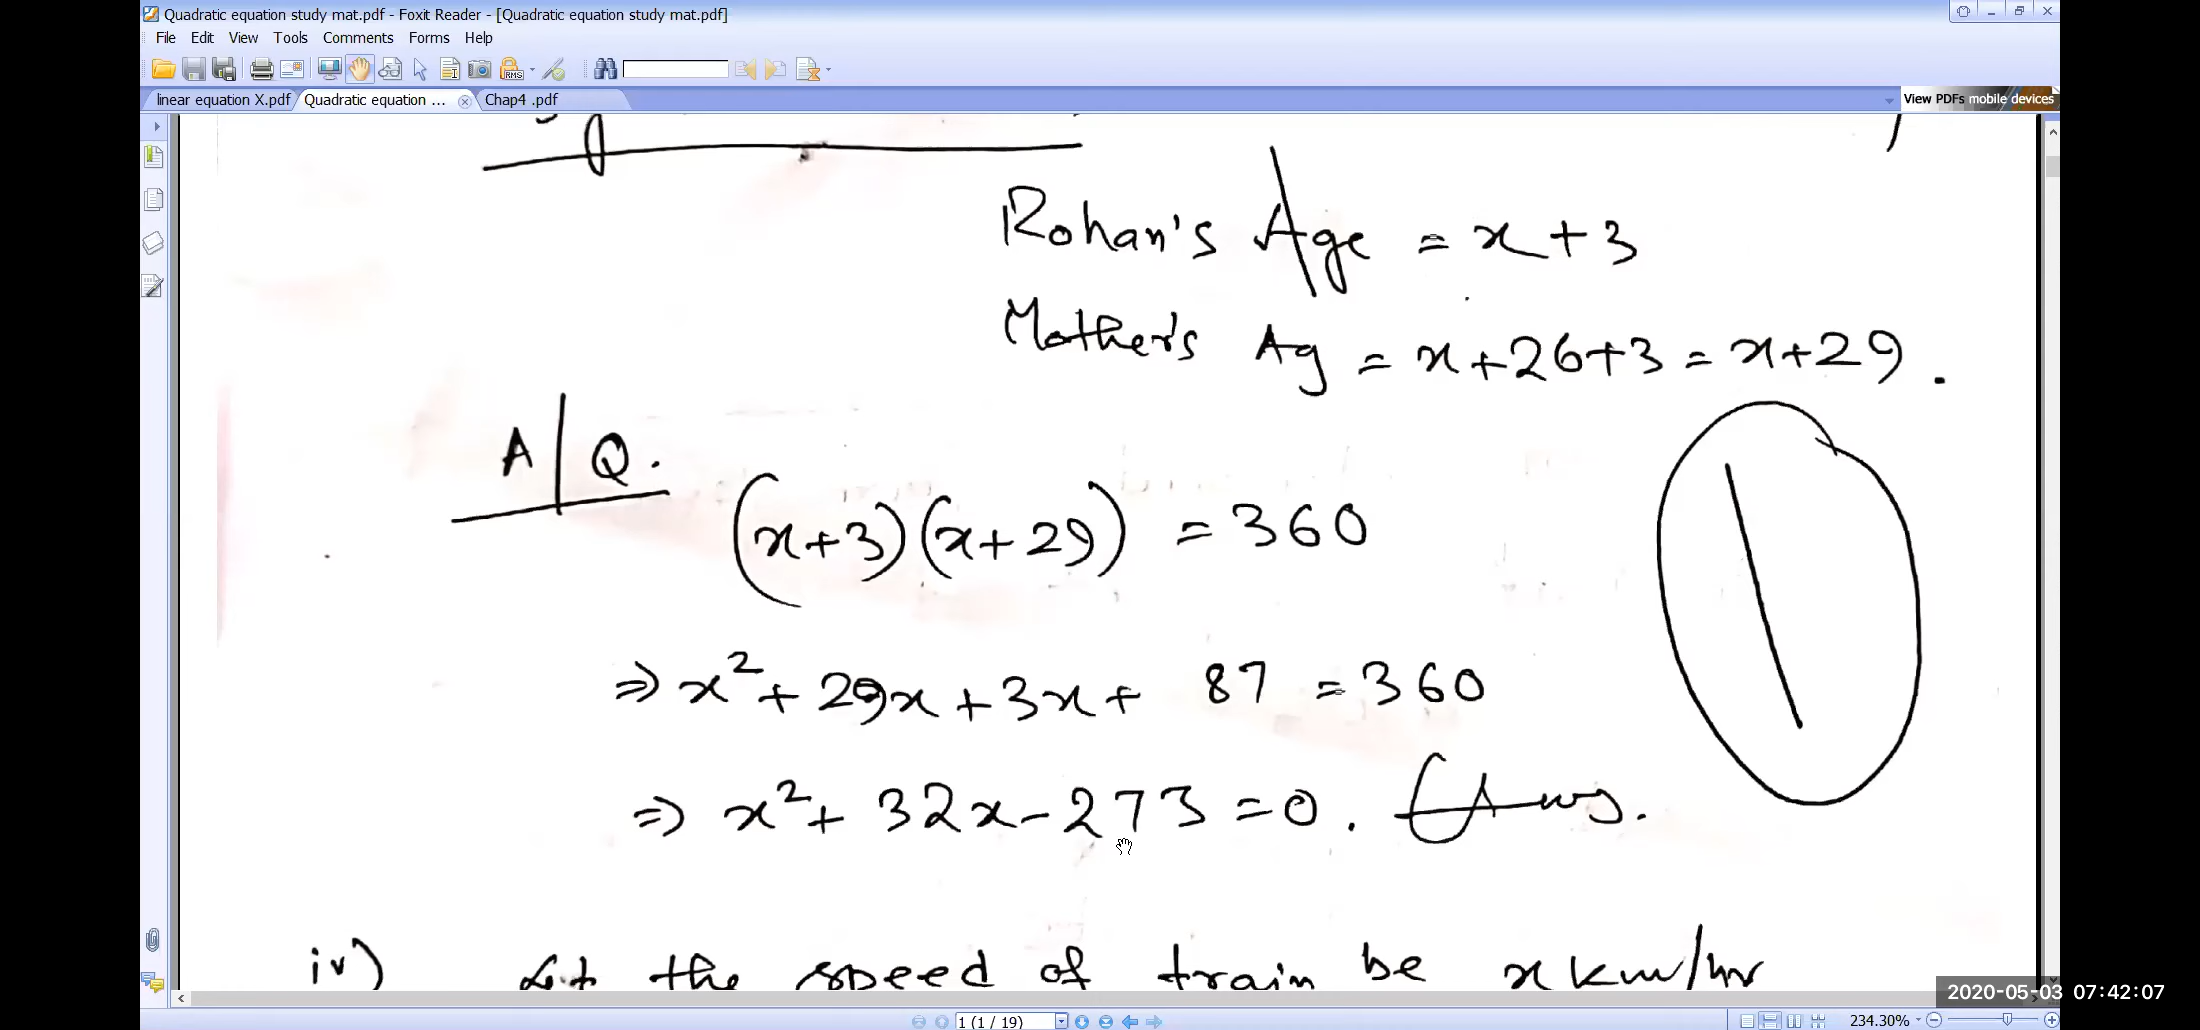 Quadratic equation study mat.pdf - Foxit Reader - [Quadratic equation study mat.pdf]
File Edit View Tools Comments Forms Help
linear equation X.pdf Quadratic equation ... Chap4 .pdf
View PDFs mobile devices
Rohan's Age = x + 3
Mother's Ag = x + 26 + 3 = x + 29 .
A | Q.
(x + 3) (x + 29) = 360
⇒ x² + 29x + 3x + 87 = 360
⇒ x² + 32x - 273 = 0 . (Ans.
iv) Let the speed of train be x km/hr
2020-05-03 07:42:07
1 (1 / 19)
234.30%